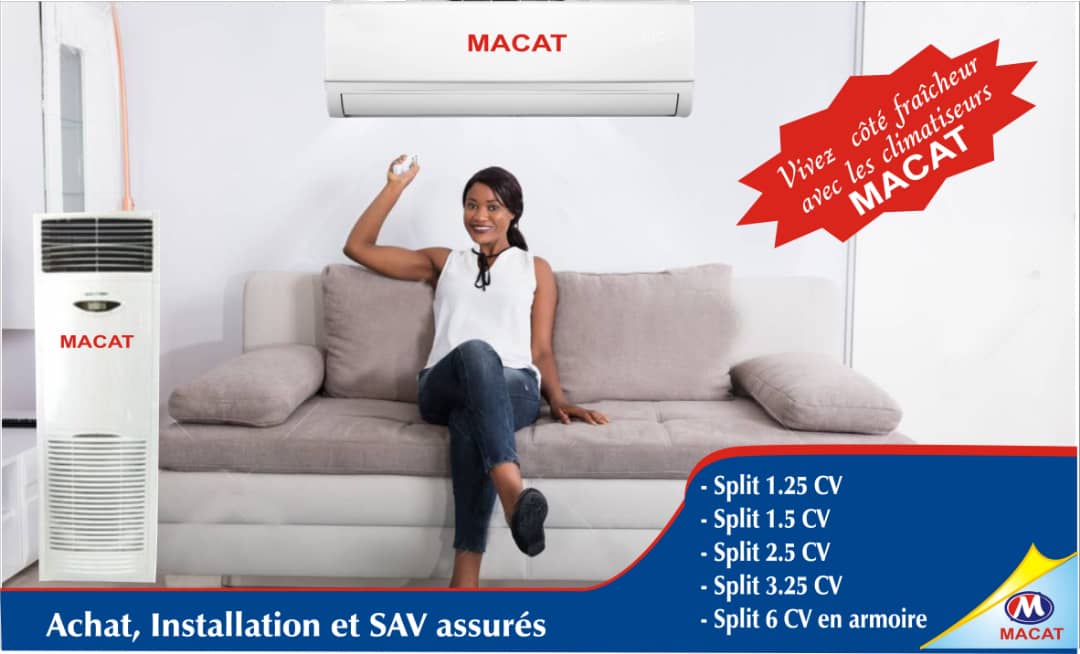 MACAT
Vivez côté fraîcheur
avec les climatiseurs
MACAT
MACAT
- Split 1.25 CV
- Split 1.5 CV
- Split 2.5 CV
- Split 3.25 CV
- Split 6 CV en armoire
Achat, Installation et SAV assurés
M
MACAT